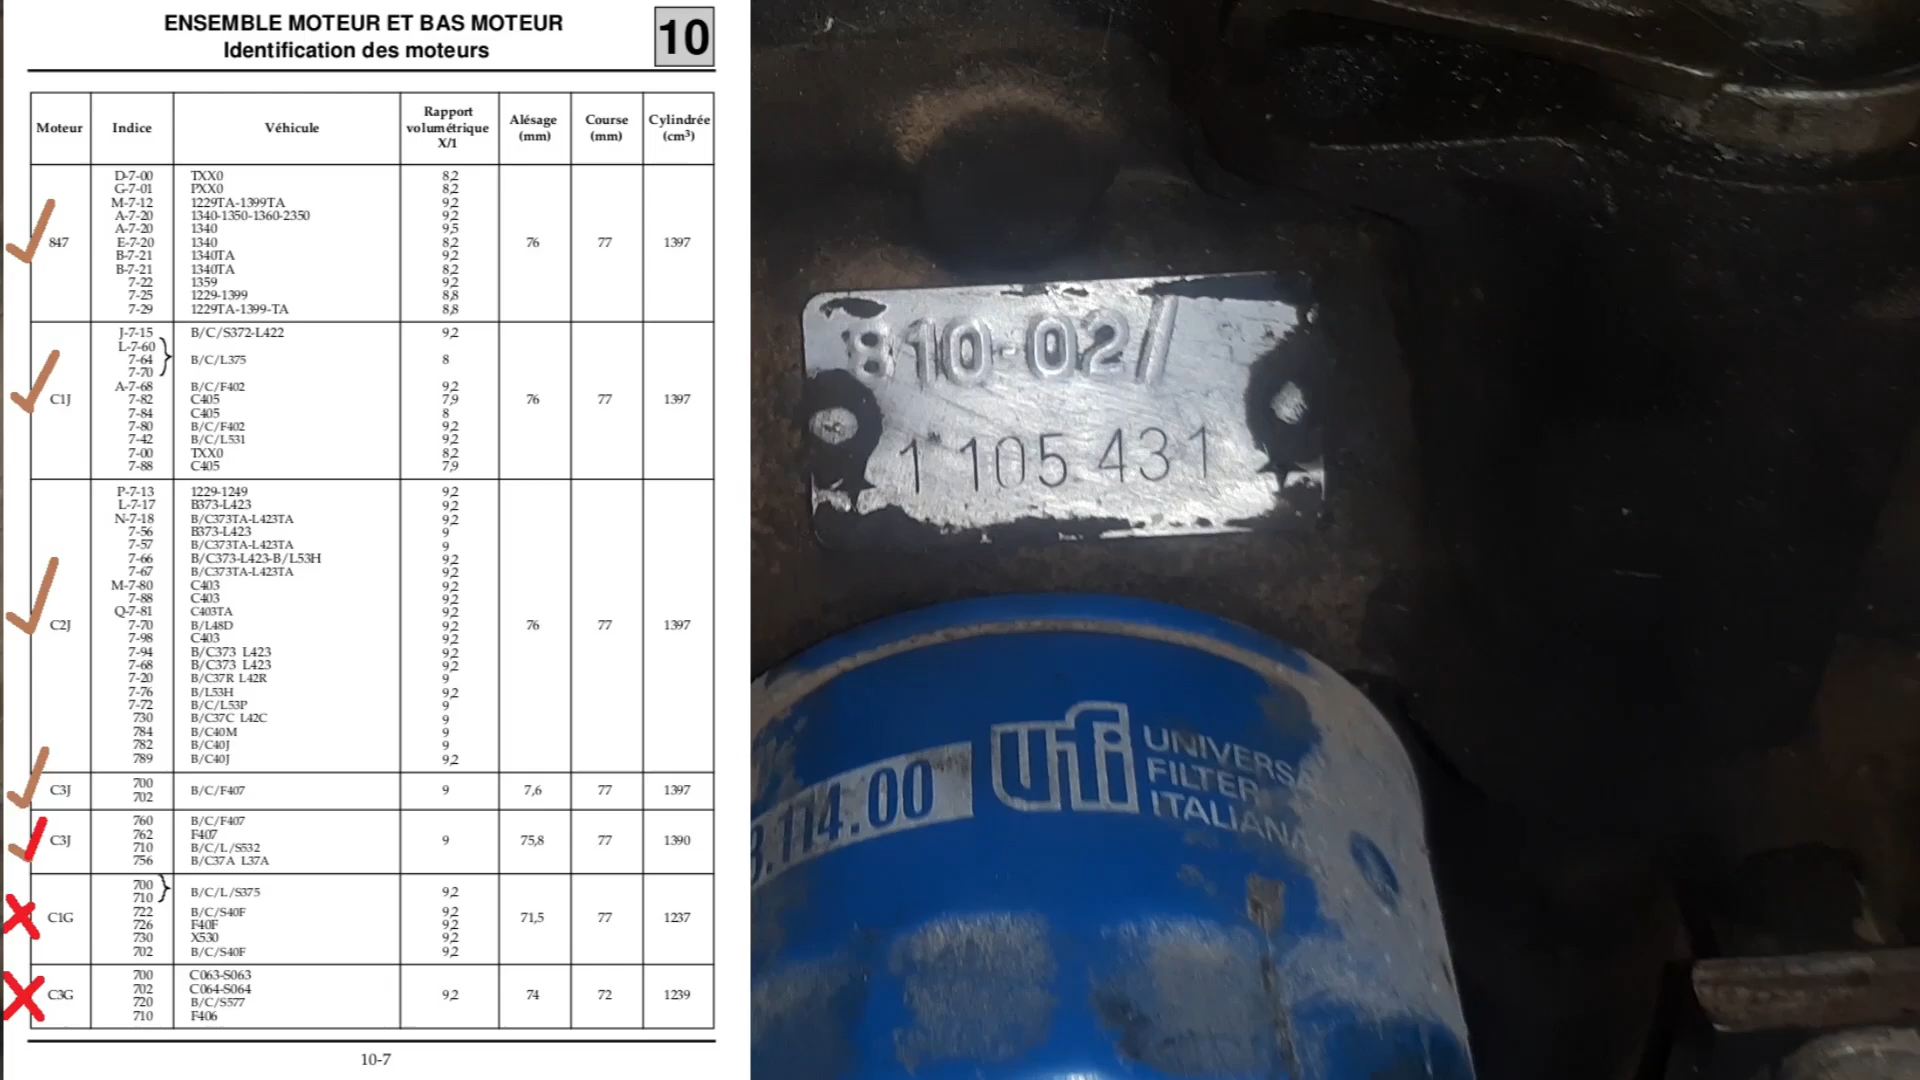 ENSEMBLE MOTEUR ET BAS MOTEUR
Identification des moteurs
10
Moteur Indice Véhicule Rapport volumétrique X/1 Alésage (mm) Course (mm) Cylindrée (cm³)
847 76 77 1397
D-7-00 TXX0 8,2
G-7-01 PXX0 8,2
M-7-12 1229TA-1399TA 9,2
A-7-20 1340-1350-1360-2350 9,2
A-7-20 1340 9,5
E-7-20 1340 8,2
B-7-21 1340TA 9,2
B-7-21 1340TA 8,2
7-22 1359 9,2
7-25 1229-1399 8,8
7-29 1229TA-1399-TA 8,8
C1J 76 77 1397
J-7-15 B/C/S372-L422 9,2
L-7-60
7-64 B/C/L375 8
7-70
A-7-68 B/C/F402 9,2
7-82 C405 7,9
7-84 C405 8
7-80 B/C/F402 9,2
7-42 B/C/L531 9,2
7-00 TXX0 8,2
7-88 C405 7,9
C2J 76 77 1397
P-7-13 1229-1249 9,2
L-7-17 B373-L423 9,2
N-7-18 B/C373TA-L423TA 9,2
7-56 B373-L423 9
7-57 B/C373TA-L423TA 9
7-66 B/C373-L423-B/L53H 9,2
7-67 B/C373TA-L423TA 9,2
M-7-80 C403 9,2
7-88 C403 9,2
Q-7-81 C403TA 9,2
7-70 B/L48D 9,2
7-98 C403 9,2
7-94 B/C373 L423 9,2
7-68 B/C373 L423 9,2
7-20 B/C37R L42R 9
7-76 B/L53H 9,2
7-72 B/C/L53P 9
730 B/C37C L42C 9
784 B/C40M 9
782 B/C40J 9
789 B/C40J 9,2
C3J 7,6 77 1397
700 B/C/F407 9
702
C3J 75,8 77 1390
760 B/C/F407
762 F407 9
710 B/C/L/S532
756 B/C37A L37A
C1G 71,5 77 1237
700 B/C/L/S375 9,2
710
722 B/C/S40F 9,2
726 F40F 9,2
730 X530 9,2
702 B/C/S40F 9,2
C3G 74 72 1239
700 C063-S063
702 C064-S064 9,2
720 B/C/S577
710 F406
10-7
810-02/
1 105 431
3.114.00
Ufi
UNIVERSA
FILTER
ITALIANA